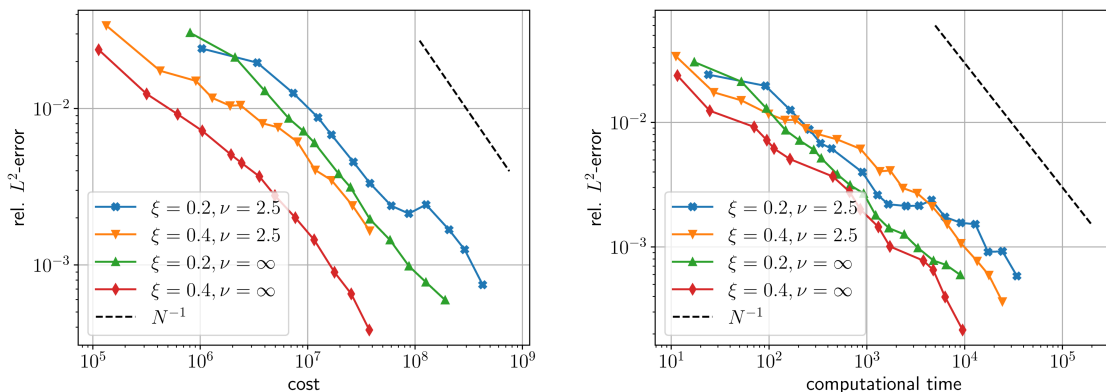 rel. $L^2$-error
10⁻²
10⁻³
ξ = 0.2, ν = 2.5
ξ = 0.4, ν = 2.5
ξ = 0.2, ν = ∞
ξ = 0.4, ν = ∞
N⁻¹
10⁵ 10⁶ 10⁷ 10⁸ 10⁹
cost
rel. $L^2$-error
10⁻²
10⁻³
ξ = 0.2, ν = 2.5
ξ = 0.4, ν = 2.5
ξ = 0.2, ν = ∞
ξ = 0.4, ν = ∞
N⁻¹
10¹ 10² 10³ 10⁴ 10⁵
computational time